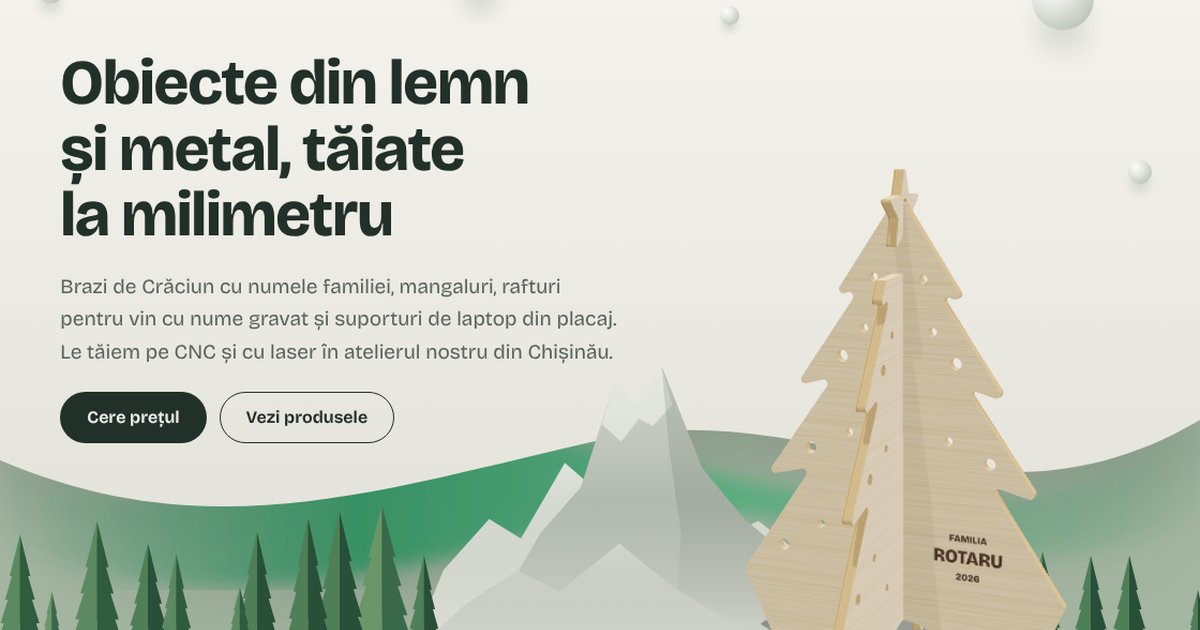 Obiecte din lemn
și metal, tăiate
la milimetru
Brazi de Crăciun cu numele familiei, mangaluri, rafturi
pentru vin cu nume gravat și suporturi de laptop din placaj.
Le tăiem pe CNC și cu laser în atelierul nostru din Chișinău.
Cere prețul
Vezi produsele
FAMILIA
ROTARU
2026